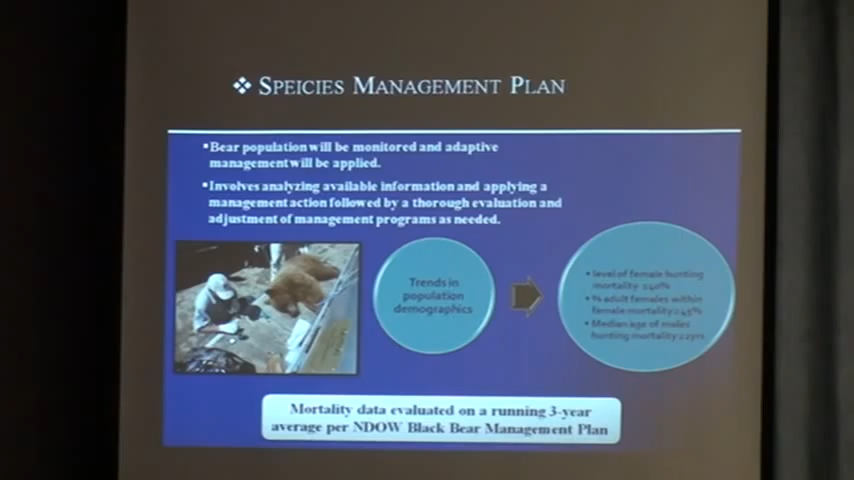 ❖ SPEICIES MANAGEMENT PLAN
▪Bear population will be monitored and adaptive
management will be applied.
▪Involves analyzing available information and applying a
management action followed by a thorough evaluation and
adjustment of management programs as needed.
Trends in
population
demographics
• level of female hunting
mortality
• % adult females within
female mortality
• Median age of males
hunting mortality
Mortality data evaluated on a running 3-year
average per NDOW Black Bear Management Plan